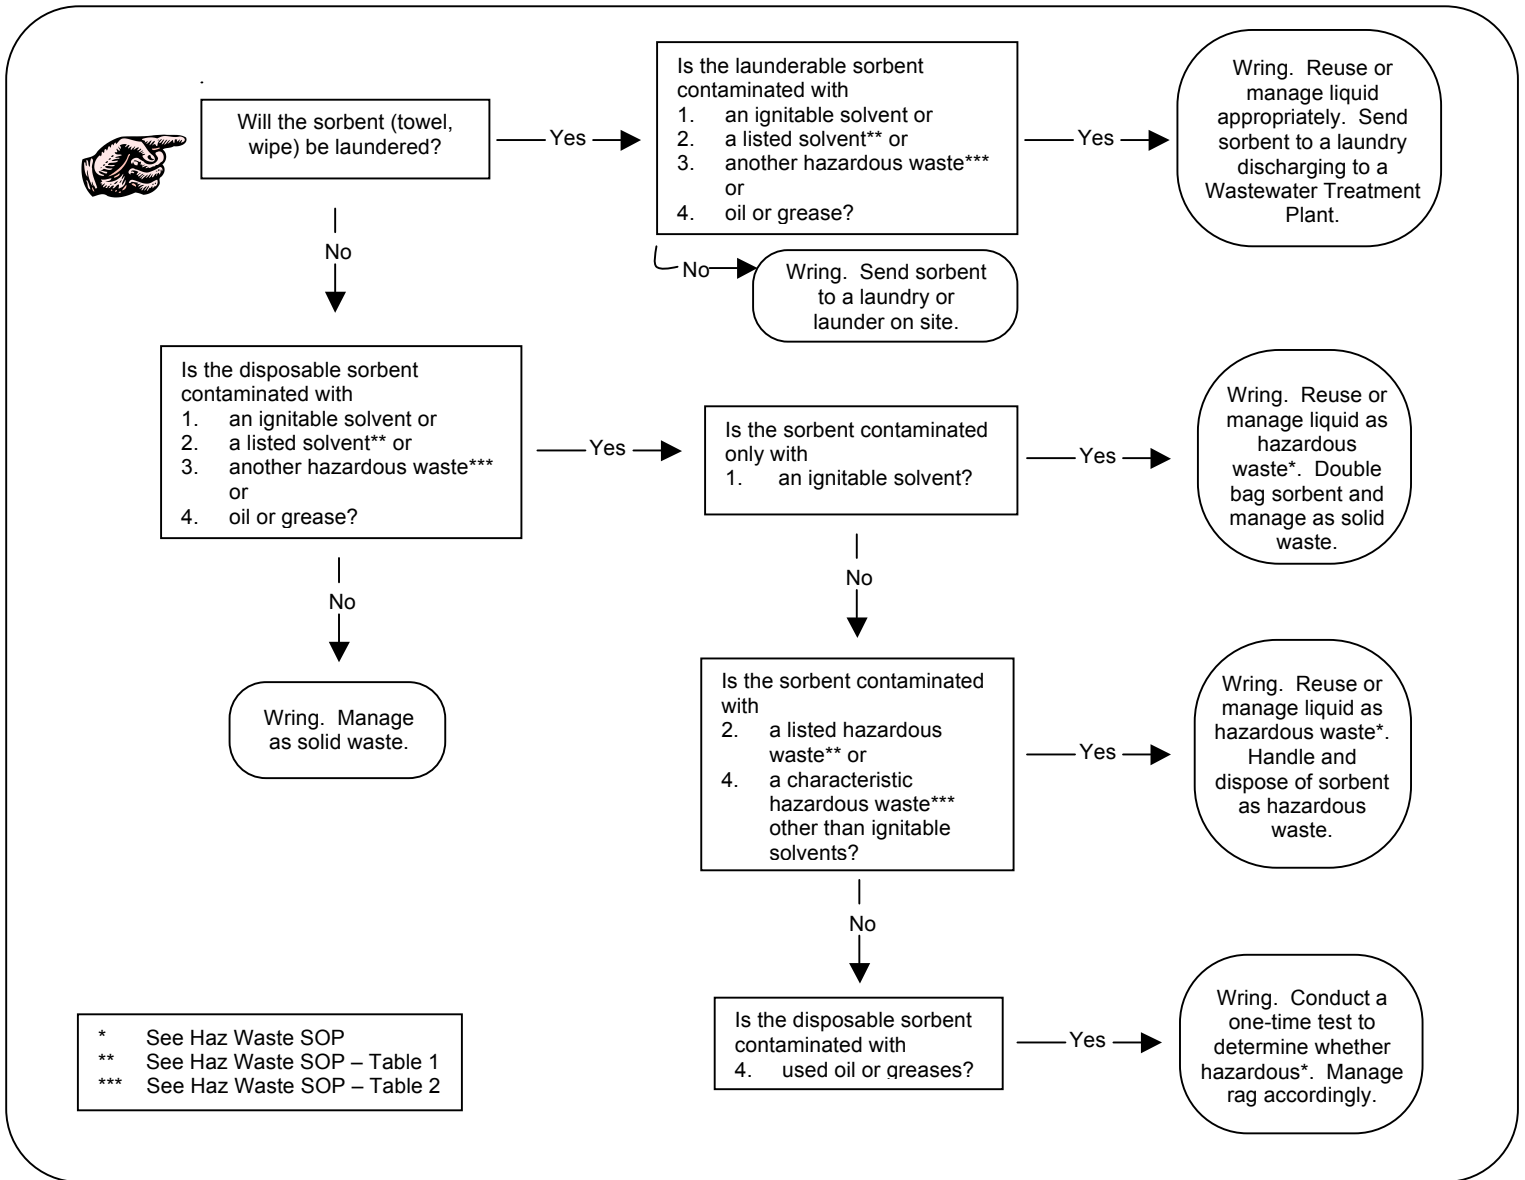 Will the sorbent (towel,
wipe) be laundered?
Yes
Is the launderable sorbent
contaminated with
1. an ignitable solvent or
2. a listed solvent** or
3. another hazardous waste***
or
4. oil or grease?
Yes
Wring. Reuse or
manage liquid
appropriately. Send
sorbent to a laundry
discharging to a
Wastewater Treatment
Plant.
No
Wring. Send sorbent
to a laundry or
launder on site.
No
Is the disposable sorbent
contaminated with
1. an ignitable solvent or
2. a listed solvent** or
3. another hazardous waste***
or
4. oil or grease?
Yes
Is the sorbent contaminated
only with
1. an ignitable solvent?
Yes
Wring. Reuse or
manage liquid as
hazardous
waste*. Double
bag sorbent and
manage as solid
waste.
No
Wring. Manage
as solid waste.
No
Is the sorbent contaminated
with
2. a listed hazardous
waste** or
4. a characteristic
hazardous waste***
other than ignitable
solvents?
Yes
Wring. Reuse or
manage liquid as
hazardous waste*.
Handle and
dispose of sorbent
as hazardous
waste.
No
Is the disposable sorbent
contaminated with
4. used oil or greases?
Yes
Wring. Conduct a
one-time test to
determine whether
hazardous*. Manage
rag accordingly.
* See Haz Waste SOP
** See Haz Waste SOP – Table 1
*** See Haz Waste SOP – Table 2